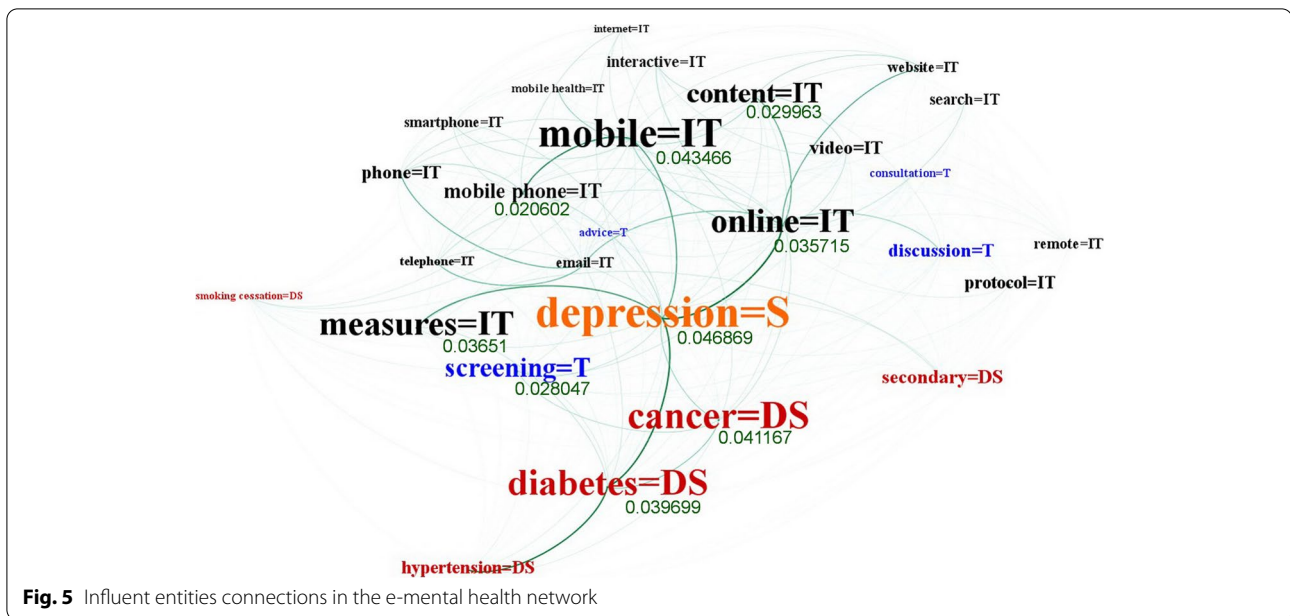 internet=IT
interactive=IT
website=IT
mobile health=IT
content=IT
0.029963
search=IT
smartphone=IT
mobile=IT
0.043466
video=IT
phone=IT
consultation=T
mobile phone=IT
0.020602
online=IT
0.035715
advice=T
discussion=T
remote=IT
telephone=IT
email=IT
protocol=IT
smoking cessation=DS
depression=S
0.046869
measures=IT
0.03651
screening=T
0.028047
secondary=DS
cancer=DS
0.041167
diabetes=DS
0.039699
hypertension=DS
Fig. 5 Influent entities connections in the e-mental health network